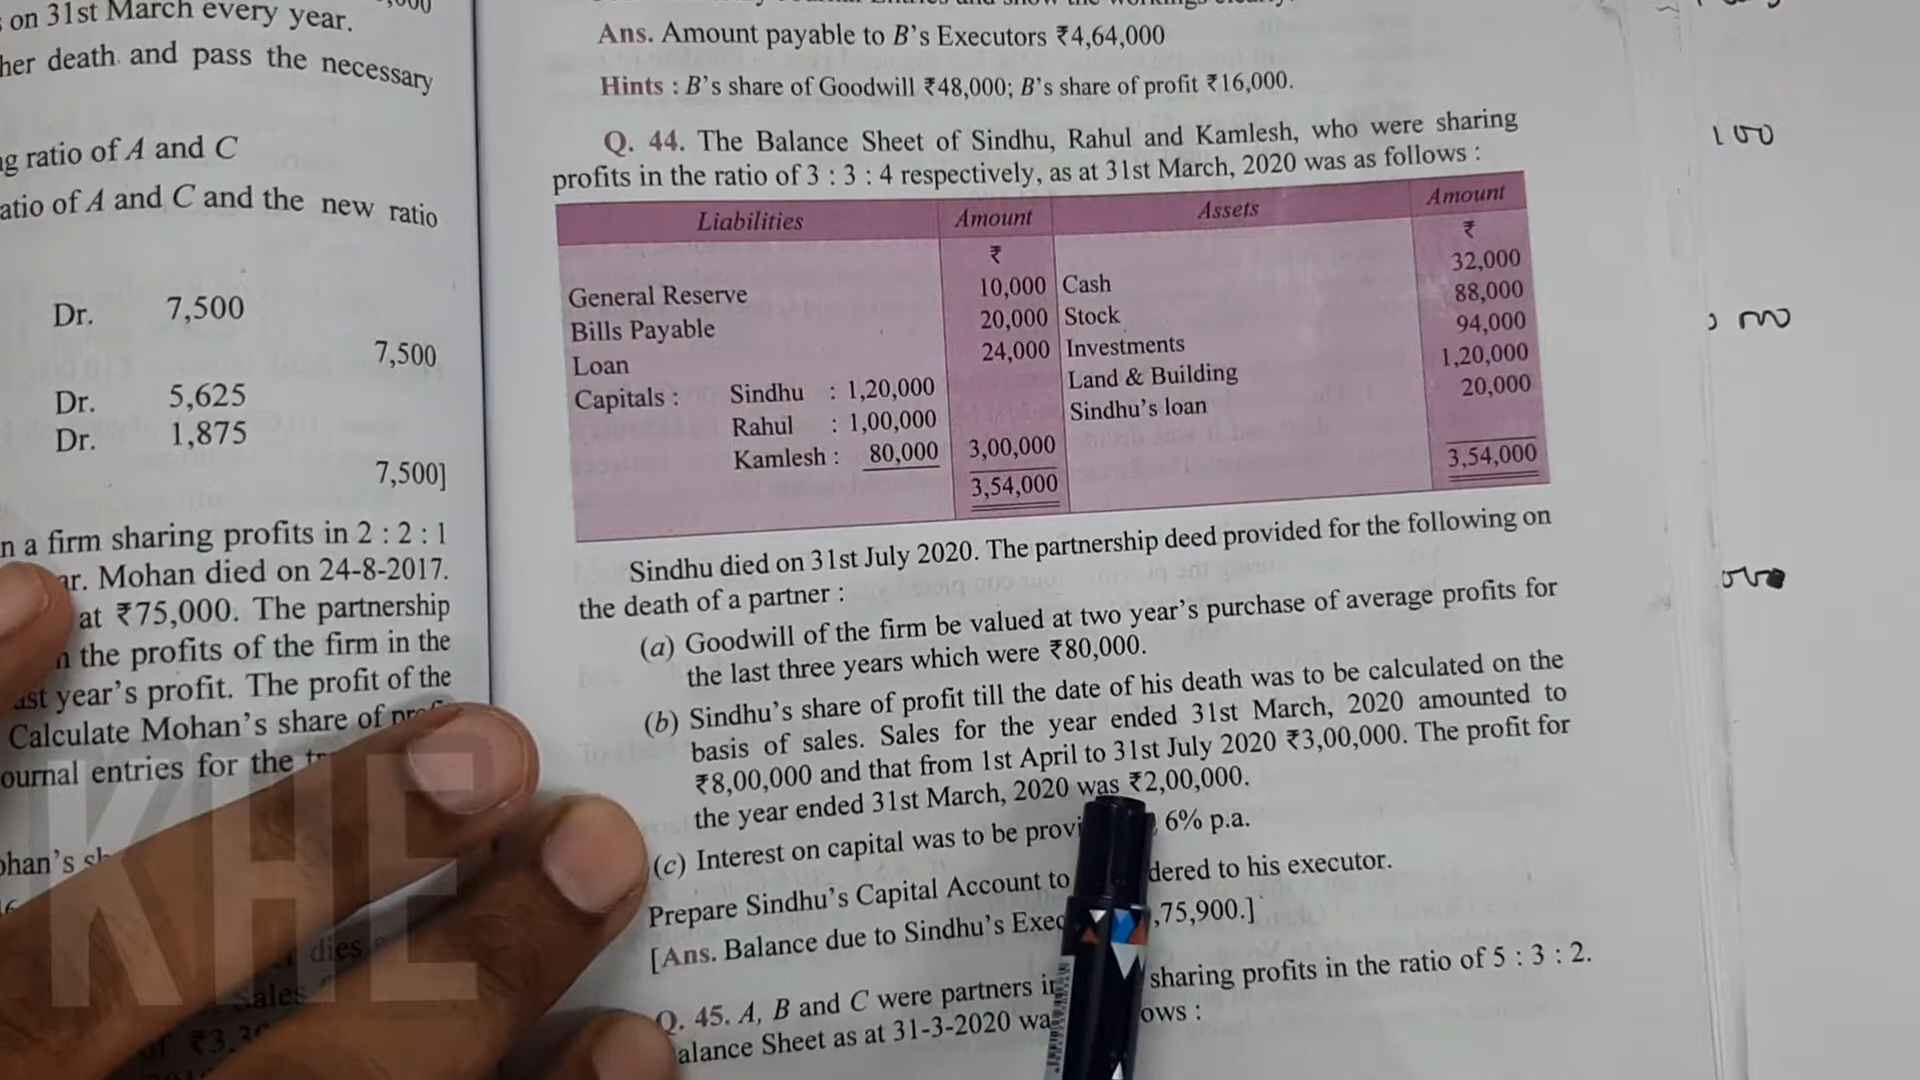 on 31st March every year.
her death and pass the necessary
ng ratio of A and C
atio of A and C and the new ratio
Dr. 7,500
7,500
Dr. 5,625
Dr. 1,875
7,500]
n a firm sharing profits in 2 : 2 : 1
ar. Mohan died on 24-8-2017.
at ₹75,000. The partnership
n the profits of the firm in the
ast year's profit. The profit of the
Calculate Mohan's share of
ournal entries for the
ohan's sh
dies
sales
KHE
Ans. Amount payable to B's Executors ₹4,64,000
Hints : B's share of Goodwill ₹48,000; B's share of profit ₹16,000.
Q. 44. The Balance Sheet of Sindhu, Rahul and Kamlesh, who were sharing
profits in the ratio of 3 : 3 : 4 respectively, as at 31st March, 2020 was as follows :
Liabilities Amount Assets Amount
₹ ₹
General Reserve 10,000 Cash 32,000
Bills Payable 20,000 Stock 88,000
Loan 24,000 Investments 94,000
Capitals : Sindhu : 1,20,000 Land & Building 1,20,000
Rahul : 1,00,000 Sindhu's loan 20,000
Kamlesh : 80,000 3,00,000
3,54,000 3,54,000
Sindhu died on 31st July 2020. The partnership deed provided for the following on
the death of a partner :
(a) Goodwill of the firm be valued at two year's purchase of average profits for
the last three years which were ₹80,000.
(b) Sindhu's share of profit till the date of his death was to be calculated on the
basis of sales. Sales for the year ended 31st March, 2020 amounted to
₹8,00,000 and that from 1st April to 31st July 2020 ₹3,00,000. The profit for
the year ended 31st March, 2020 was ₹2,00,000.
(c) Interest on capital was to be provi 6% p.a.
Prepare Sindhu's Capital Account to dered to his executor.
[Ans. Balance due to Sindhu's Exec ,75,900.]
Q. 45. A, B and C were partners in sharing profits in the ratio of 5 : 3 : 2.
alance Sheet as at 31-3-2020 wa ows :
100